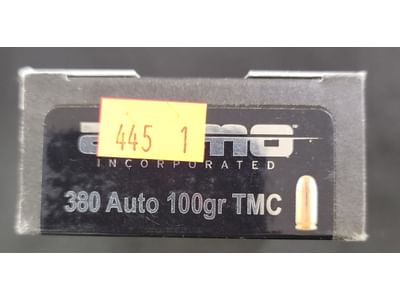 445 1
INCORPORATED
380 Auto 100gr TMC